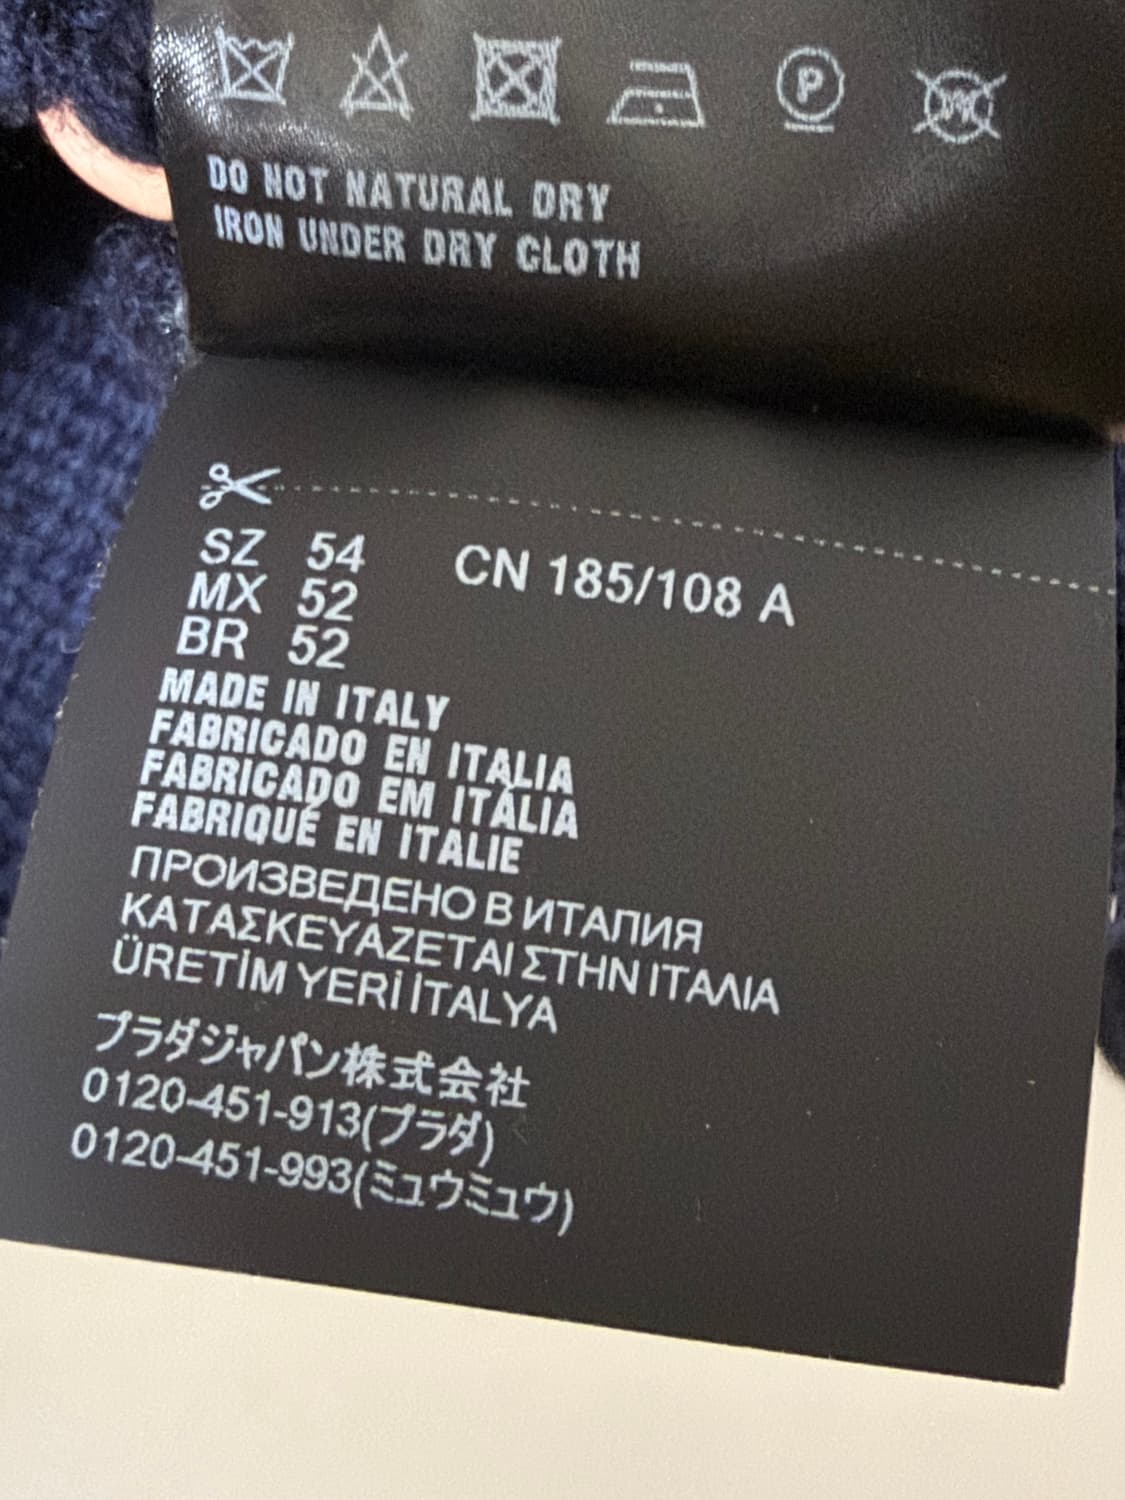 P
DO NOT NATURAL DRY
IRON UNDER DRY CLOTH
SZ 54 CN 185/108 A
MX 52
BR 52
MADE IN ITALY
FABRICADO EN ITALIA
FABRICADO EM ITÀLIA
FABRIQUÉ EN ITALIE
ПРОИЗВЕДЕНО В ИТАЛИЯ
ΚΑΤΑΣΚΕΥΑΖΕΤΑΙ ΣΤΗΝ ΙΤΑΛΙΑ
ÜRETİM YERİ İTALYA
プラダジャパン株式会社
0120-451-913(プラダ)
0120-451-993(ミュウミュウ)